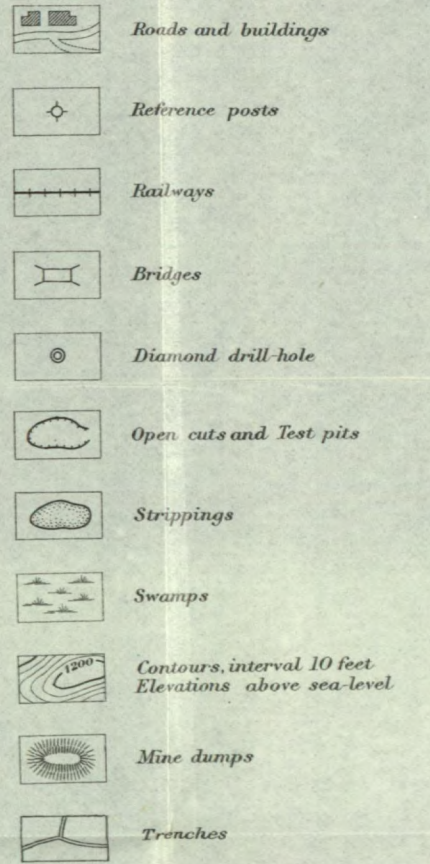 Roads and buildings
Reference posts
Railways
Bridges
Diamond drill-hole
Open cuts and Test pits
Strippings
Swamps
1200
Contours, interval 10 feet
Elevations above sea-level
Mine dumps
Trenches